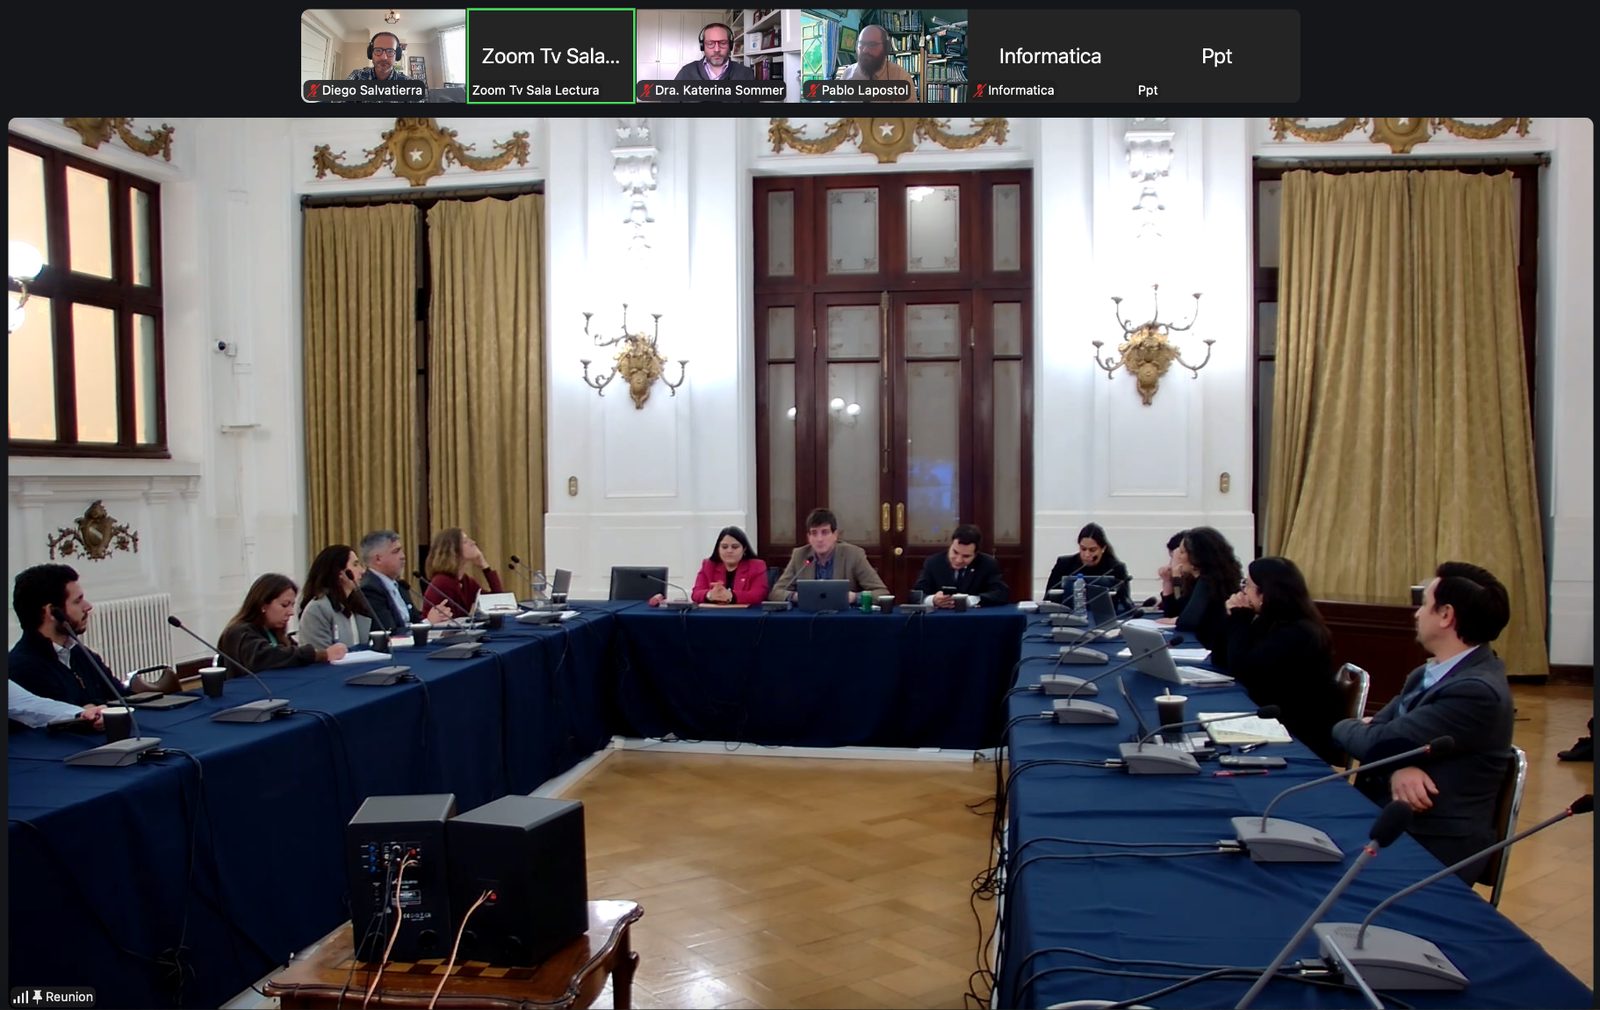 Zoom Tv Sala...
Informatica
Ppt
Diego Salvatierra
Zoom Tv Sala Lectura
Dra. Katerina Sommer
Pablo Lapostol
Informatica
Ppt
Reunion